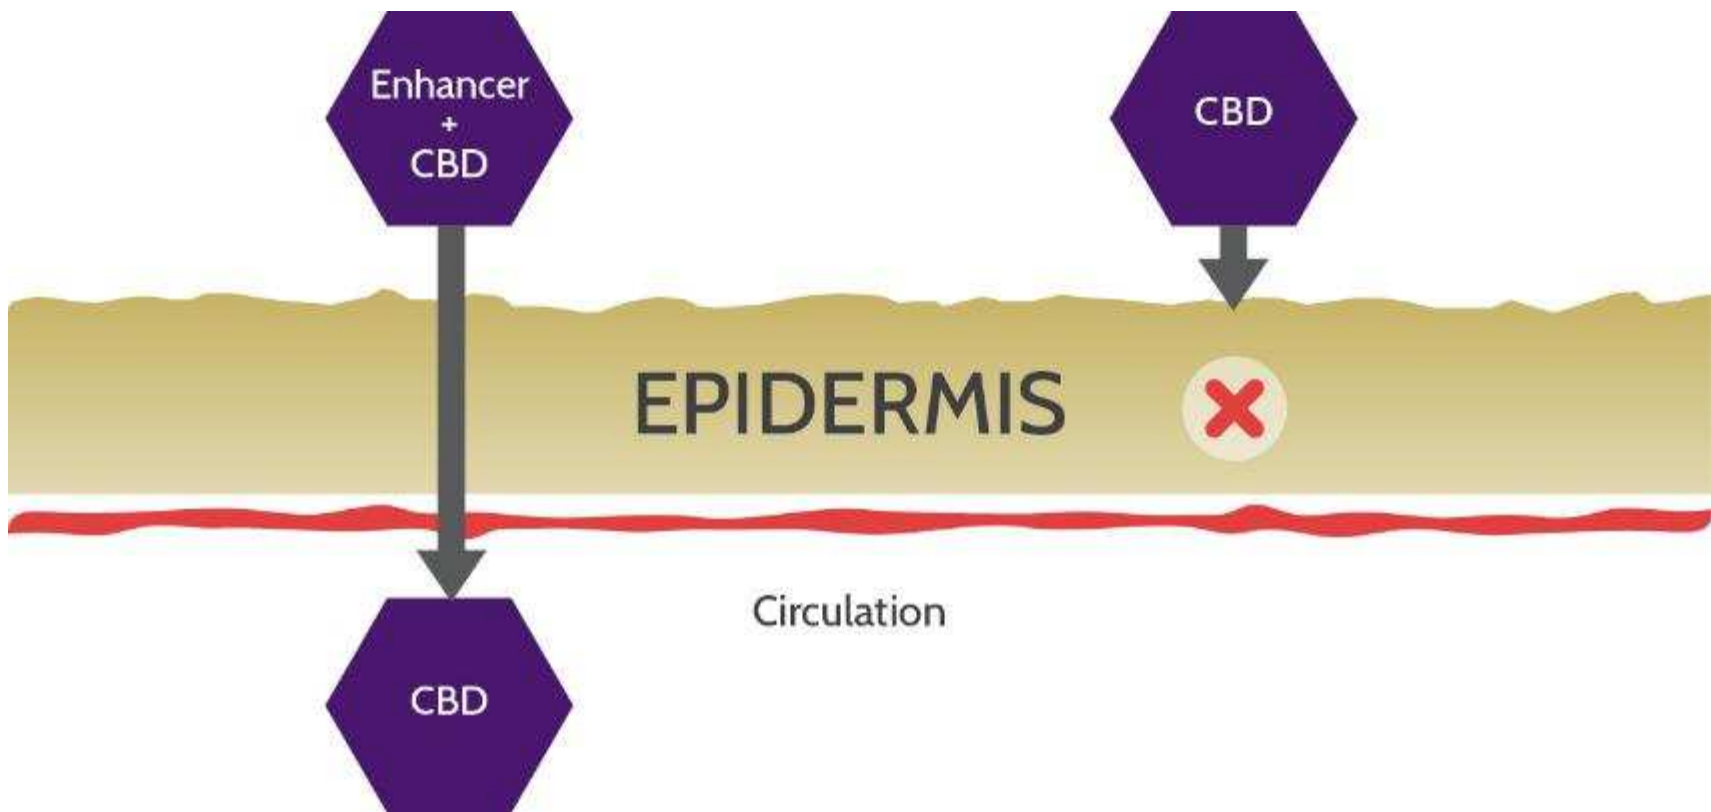 Enhancer
+
CBD
CBD
EPIDERMIS
Circulation
CBD